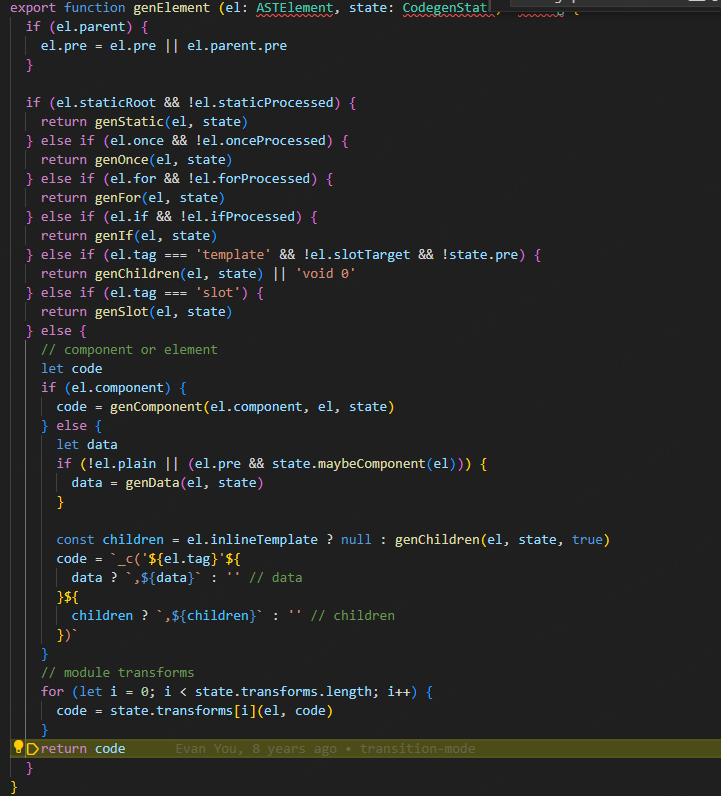 export function genElement (el: ASTElement, state: CodegenStat
if (el.parent) {
el.pre = el.pre || el.parent.pre
}
if (el.staticRoot && !el.staticProcessed) {
return genStatic(el, state)
} else if (el.once && !el.onceProcessed) {
return genOnce(el, state)
} else if (el.for && !el.forProcessed) {
return genFor(el, state)
} else if (el.if && !el.ifProcessed) {
return genIf(el, state)
} else if (el.tag === 'template' && !el.slotTarget && !state.pre) {
return genChildren(el, state) || 'void 0'
} else if (el.tag === 'slot') {
return genSlot(el, state)
} else {
// component or element
let code
if (el.component) {
code = genComponent(el.component, el, state)
} else {
let data
if (!el.plain || (el.pre && state.maybeComponent(el))) {
data = genData(el, state)
}
const children = el.inlineTemplate ? null : genChildren(el, state, true)
code = `_c('${el.tag}'${
data ? `,${data}` : '' // data
}${
children ? `,${children}` : '' // children
})`
}
// module transforms
for (let i = 0; i < state.transforms.length; i++) {
code = state.transforms[i](el, code)
}
return code Evan You, 8 years ago • transition-mode
}
}